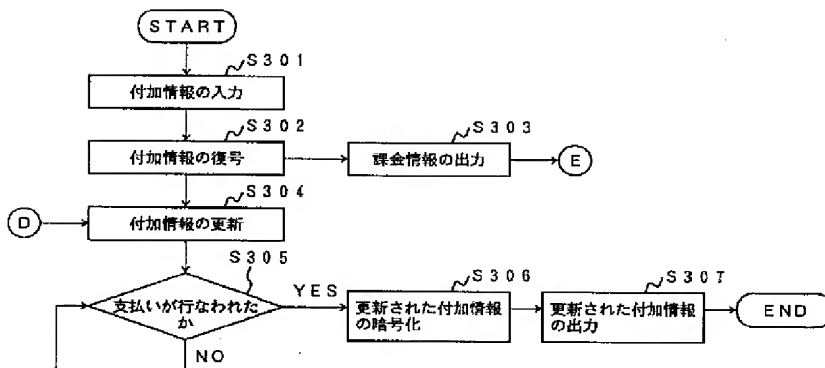 START
S301
付加情報の入力
S302
付加情報の復号
S303
課金情報の出力
E
S304
D
付加情報の更新
S305
支払いが行なわれた
か
YES
NO
S306
更新された付加情報
の暗号化
S307
更新された付加情報
の出力
END